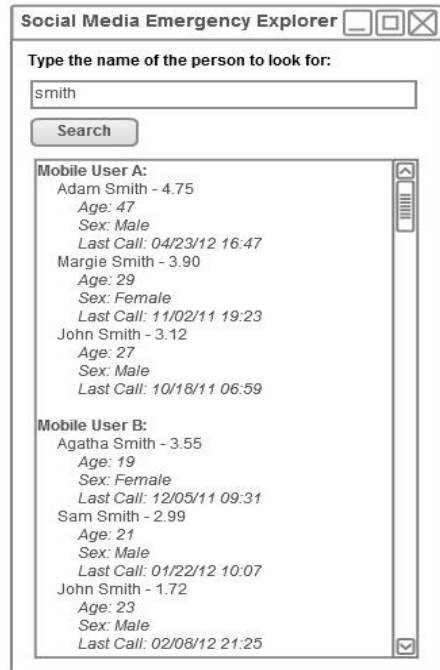 Social Media Emergency Explorer
Type the name of the person to look for:
smith
Search
Mobile User A:
Adam Smith - 4.75
Age: 47
Sex: Male
Last Call: 04/23/12 16:47
Margie Smith - 3.90
Age: 29
Sex: Female
Last Call: 11/02/11 19:23
John Smith - 3.12
Age: 27
Sex: Male
Last Call: 10/18/11 06:59
Mobile User B:
Agatha Smith - 3.55
Age: 19
Sex: Female
Last Call: 12/05/11 09:31
Sam Smith - 2.99
Age: 21
Sex: Male
Last Call: 01/22/12 10:07
John Smith - 1.72
Age: 23
Sex: Male
Last Call: 02/08/12 21:25